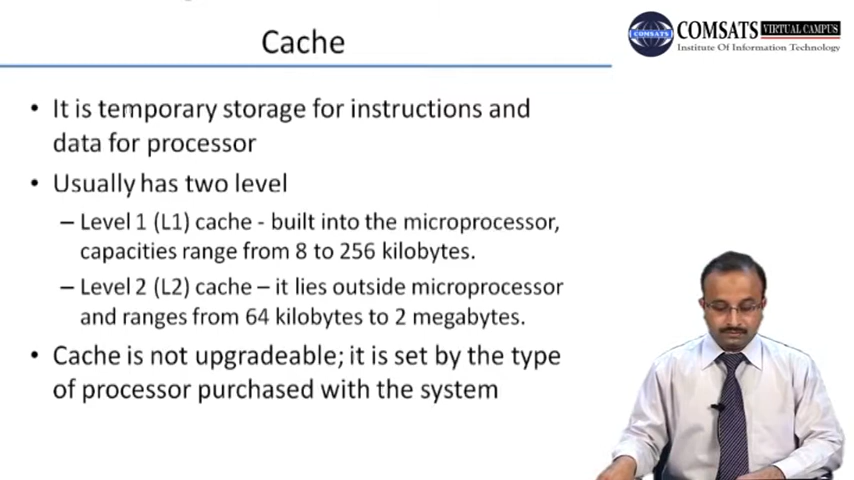 Cache
COMSATS VIRTUAL CAMPUS
COMSATS
Institute Of Information Technology
• It is temporary storage for instructions and
data for processor
• Usually has two level
– Level 1 (L1) cache - built into the microprocessor,
capacities range from 8 to 256 kilobytes.
– Level 2 (L2) cache – it lies outside microprocessor
and ranges from 64 kilobytes to 2 megabytes.
• Cache is not upgradeable; it is set by the type
of processor purchased with the system